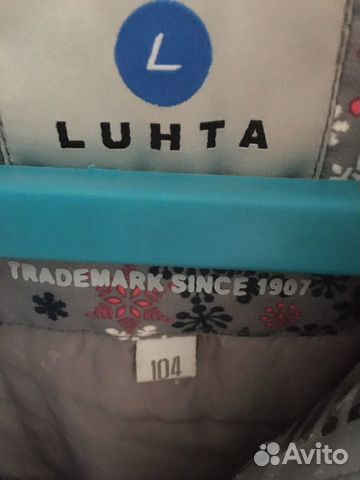 L
LUHTA
TRADEMARK SINCE 1907
104
Avito